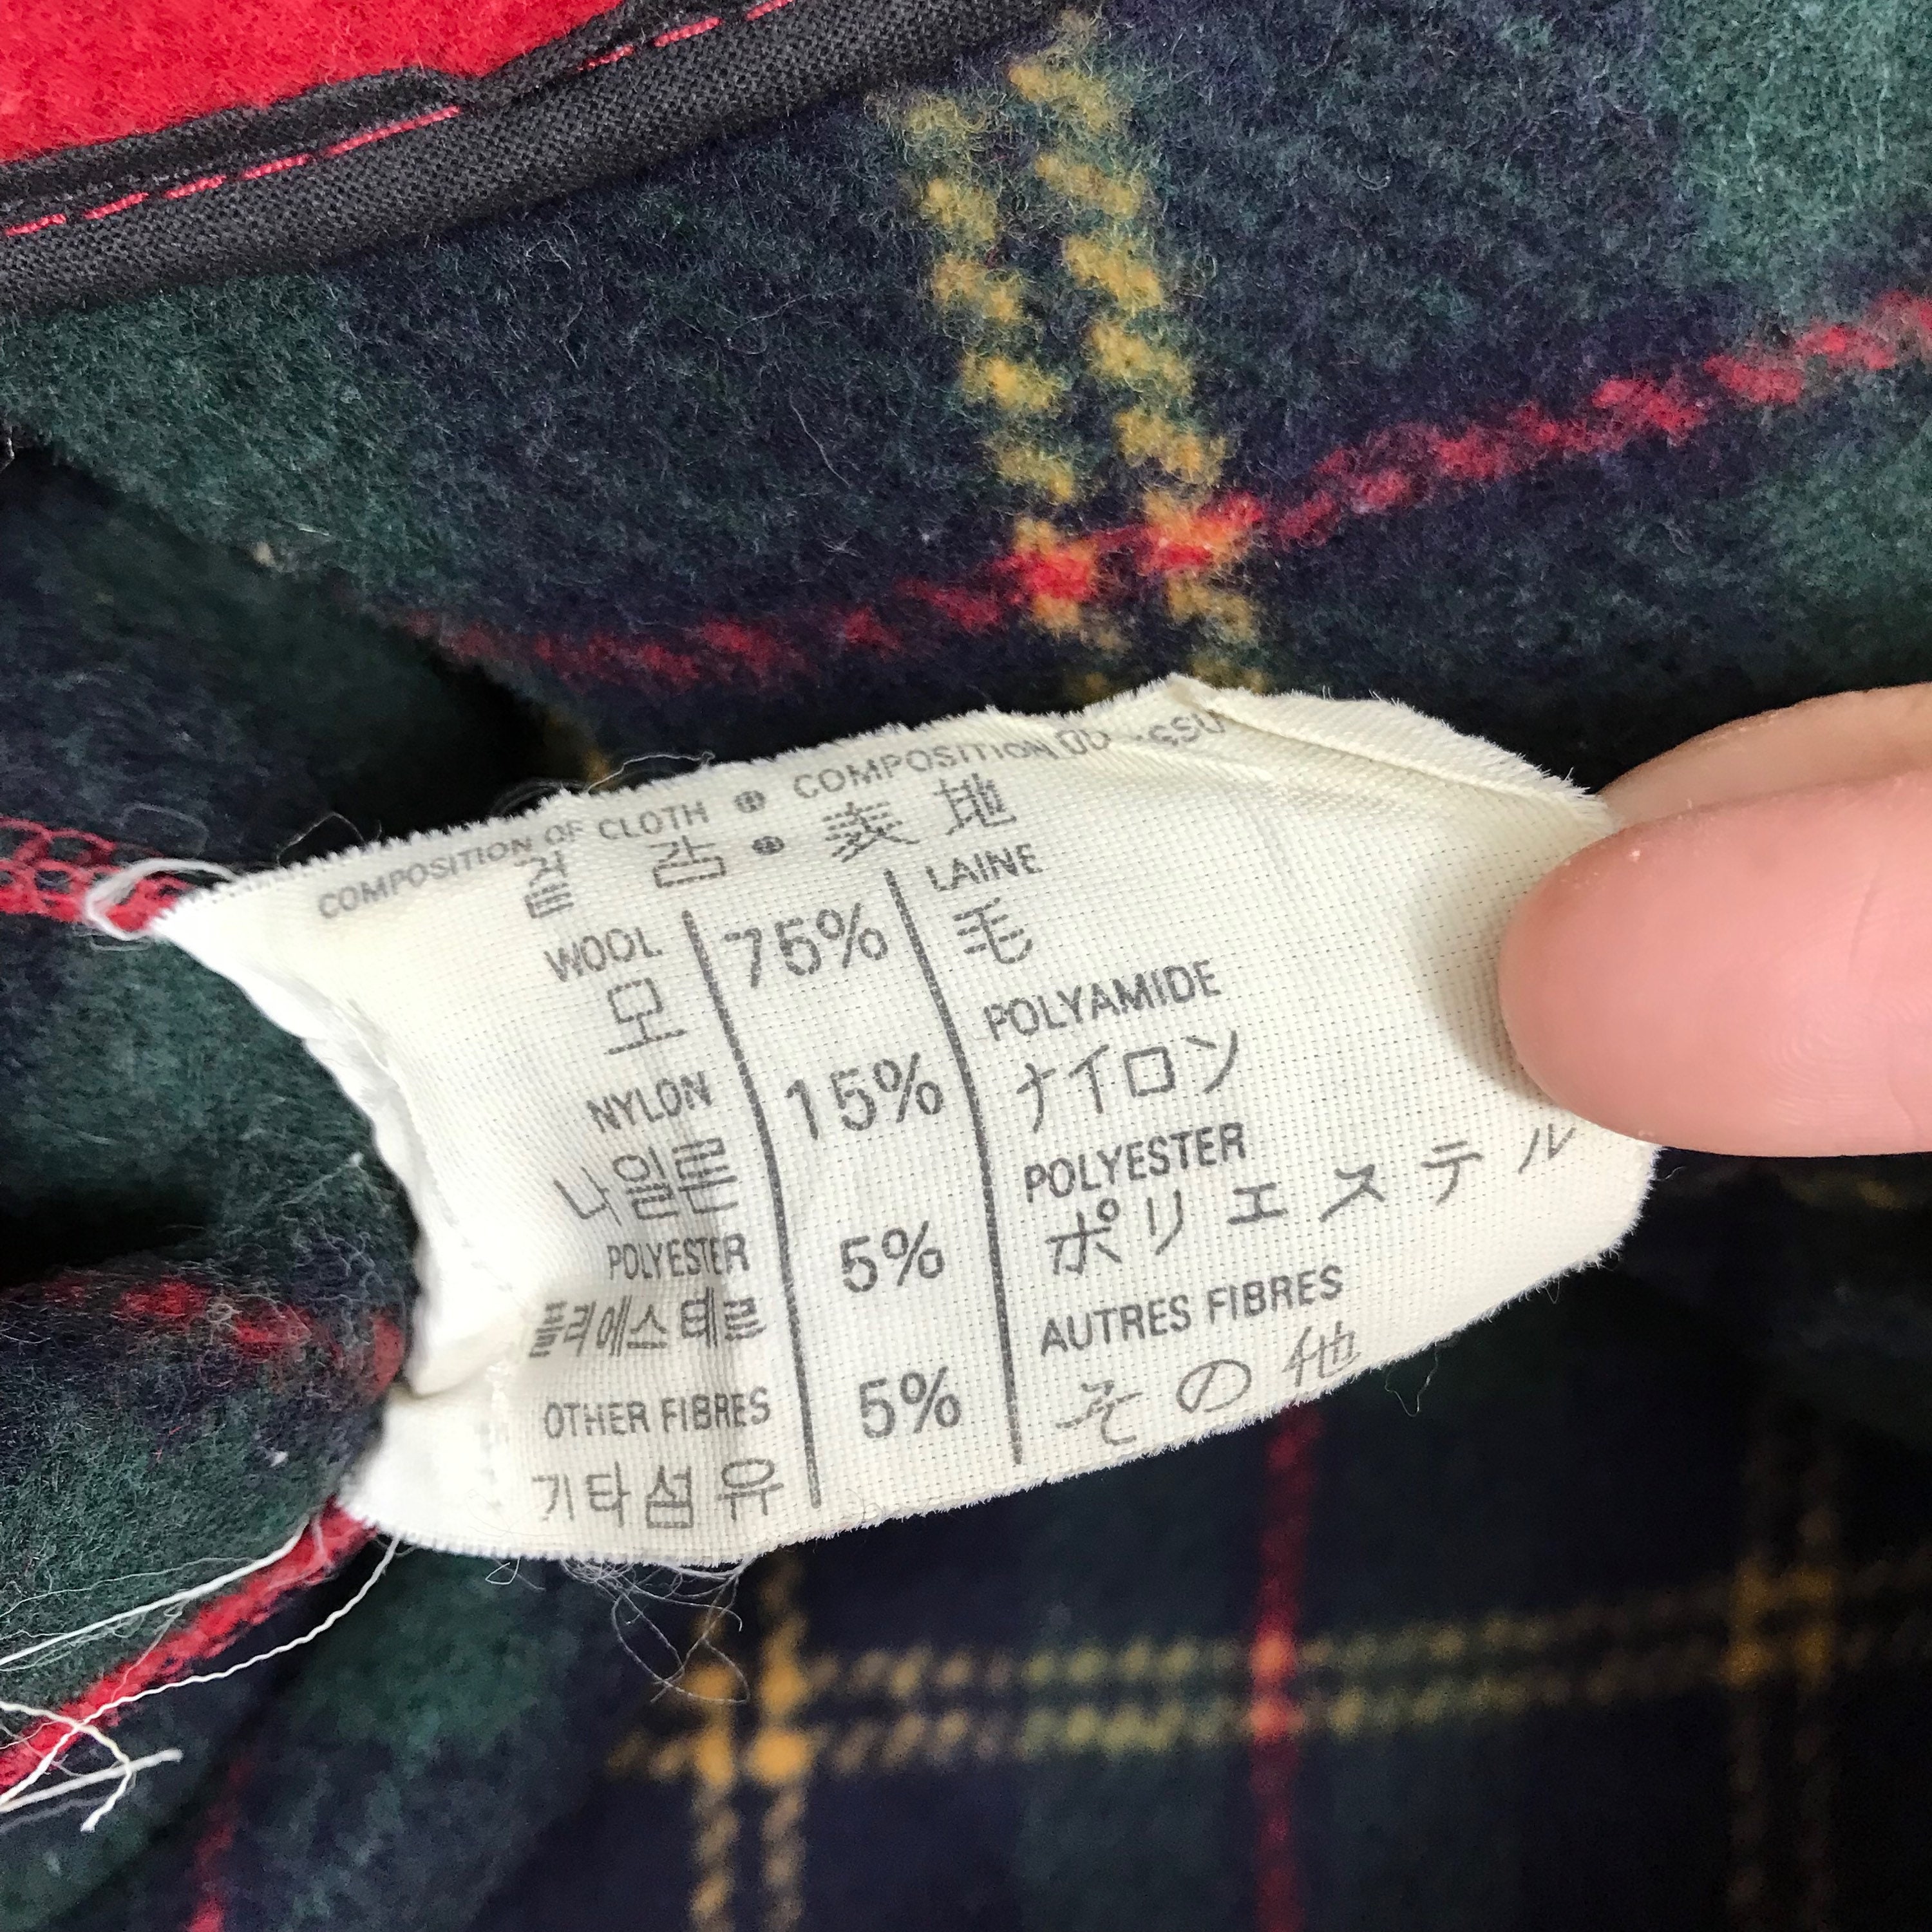 COMPOSITION OF CLOTH • COMPOSITION DU
겉 감 • 表 地
WOOL 75% LAINE
모 毛
NYLON 15% POLYAMIDE
나일론 ナイロン
POLYESTER 5% POLYESTER
폴리에스테르 ポリエステル
OTHER FIBRES 5% AUTRES FIBRES
기타섬유 その他